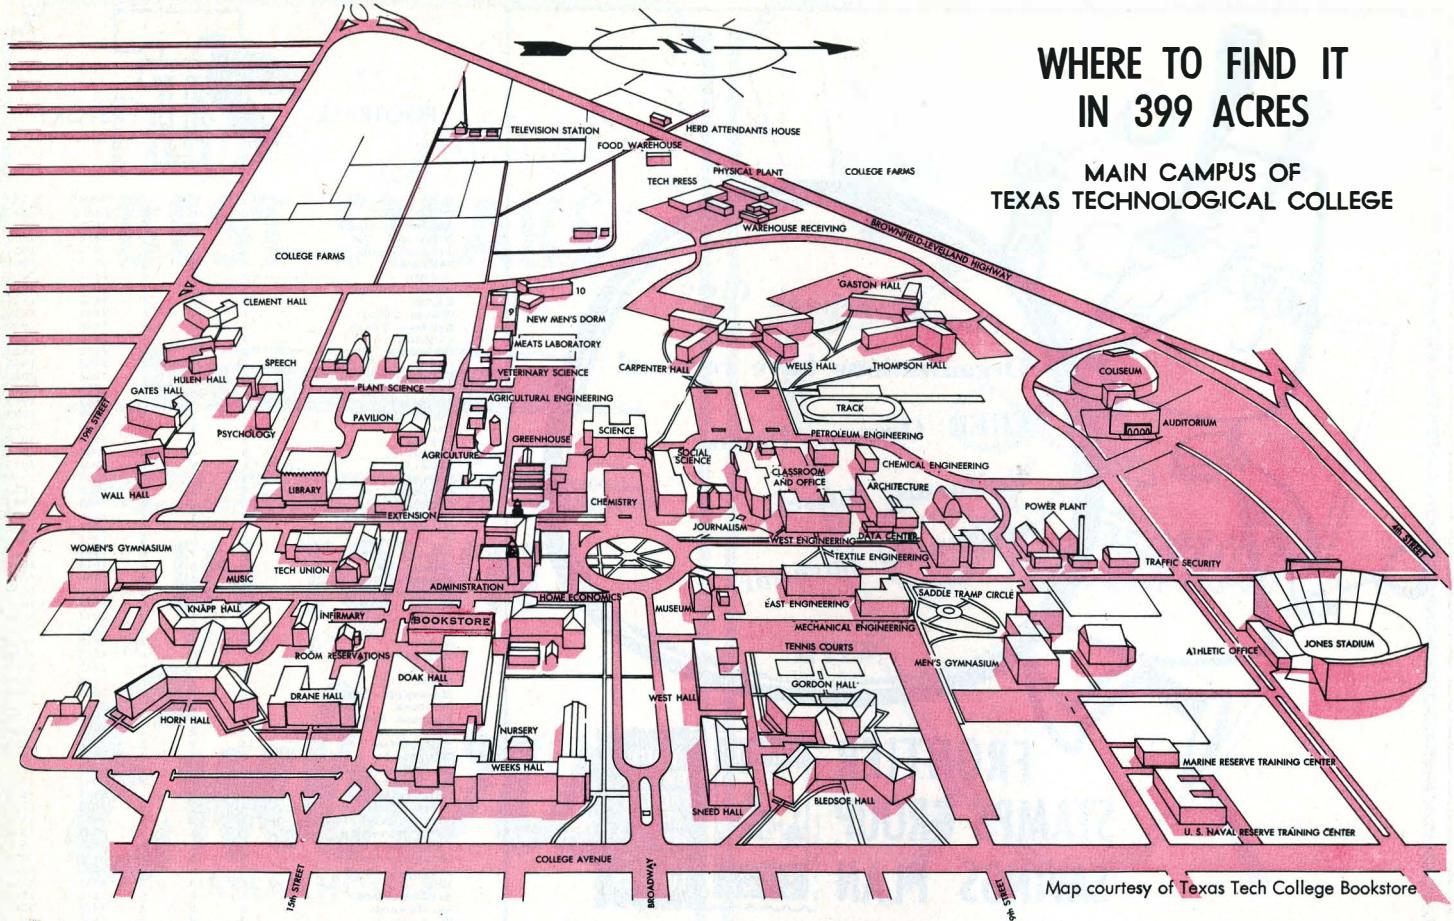 WHERE TO FIND IT
IN 399 ACRES
MAIN CAMPUS OF
TEXAS TECHNOLOGICAL COLLEGE
N
TELEVISION STATION
HERD ATTENDANTS HOUSE
FOOD WAREHOUSE
PHYSICAL PLANT
COLLEGE FARMS
TECH PRESS
WAREHOUSE RECEIVING
BROWNFIELD-LEVELLAND HIGHWAY
COLLEGE FARMS
GASTON HALL
10
CLEMENT HALL
9
NEW MEN'S DORM
MEATS LABORATORY
SPEECH
CARPENTER HALL
WELLS HALL
THOMPSON HALL
COLISEUM
VETERINARY SCIENCE
HULEN HALL
GATES HALL
PLANT SCIENCE
AGRICULTURAL ENGINEERING
TRACK
19th STREET
PAVILION
AUDITORIUM
PSYCHOLOGY
SCIENCE
PETROLEUM ENGINEERING
GREENHOUSE
AGRICULTURE
SOCIAL
SCIENCE
CHEMICAL ENGINEERING
CLASSROOM
AND OFFICE
ARCHITECTURE
WALL HALL
LIBRARY
CHEMISTRY
POWER PLANT
EXTENSION
JOURNALISM
4th STREET
WEST ENGINEERING
DATA CENTER
WOMEN'S GYMNASIUM
TEXTILE ENGINEERING
TRAFFIC SECURITY
MUSIC
TECH UNION
ADMINISTRATION
HOME ECONOMICS
SADDLE TRAMP CIRCLE
KNAPP HALL
MUSEUM
EAST ENGINEERING
INFIRMARY
BOOKSTORE
MECHANICAL ENGINEERING
TENNIS COURTS
ATHLETIC OFFICE
JONES STADIUM
ROOM RESERVATIONS
MEN'S GYMNASIUM
DOAK HALL
GORDON HALL
DRANE HALL
WEST HALL
HORN HALL
NURSERY
WEEKS HALL
MARINE RESERVE TRAINING CENTER
BLEDSOE HALL
SNEED HALL
U. S. NAVAL RESERVE TRAINING CENTER
COLLEGE AVENUE
15th STREET
BROADWAY
9th STREET
Map courtesy of Texas Tech College Bookstore